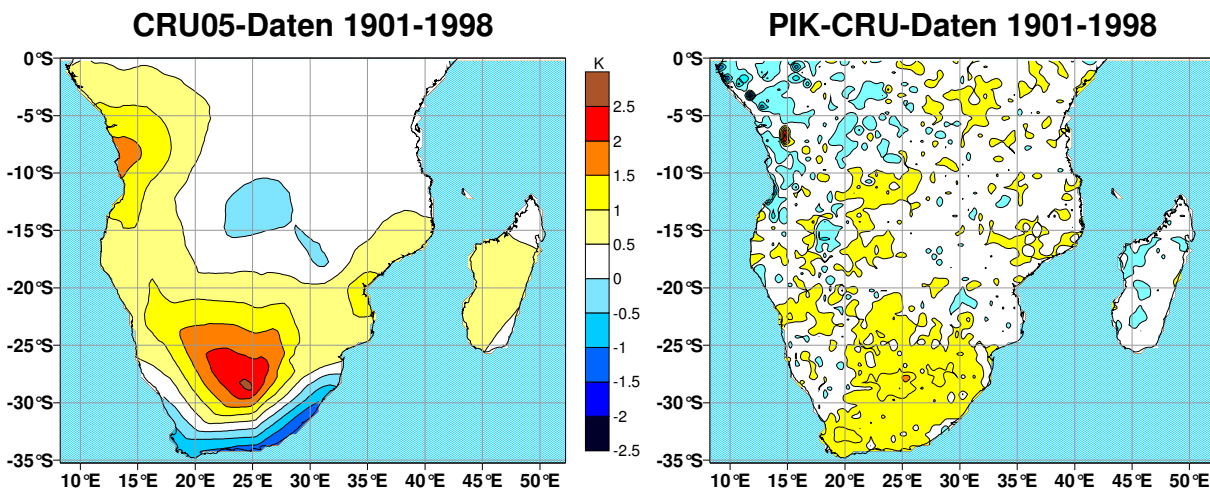 CRU05-Daten 1901-1998
PIK-CRU-Daten 1901-1998
0°S
-5°S
-10°S
-15°S
-20°S
-25°S
-30°S
-35°S
10°E 15°E 20°E 25°E 30°E 35°E 40°E 45°E 50°E
K
2.5
2
1.5
1
0.5
0
-0.5
-1
-1.5
-2
-2.5
0°S
-5°S
-10°S
-15°S
-20°S
-25°S
-30°S
-35°S
10°E 15°E 20°E 25°E 30°E 35°E 40°E 45°E 50°E